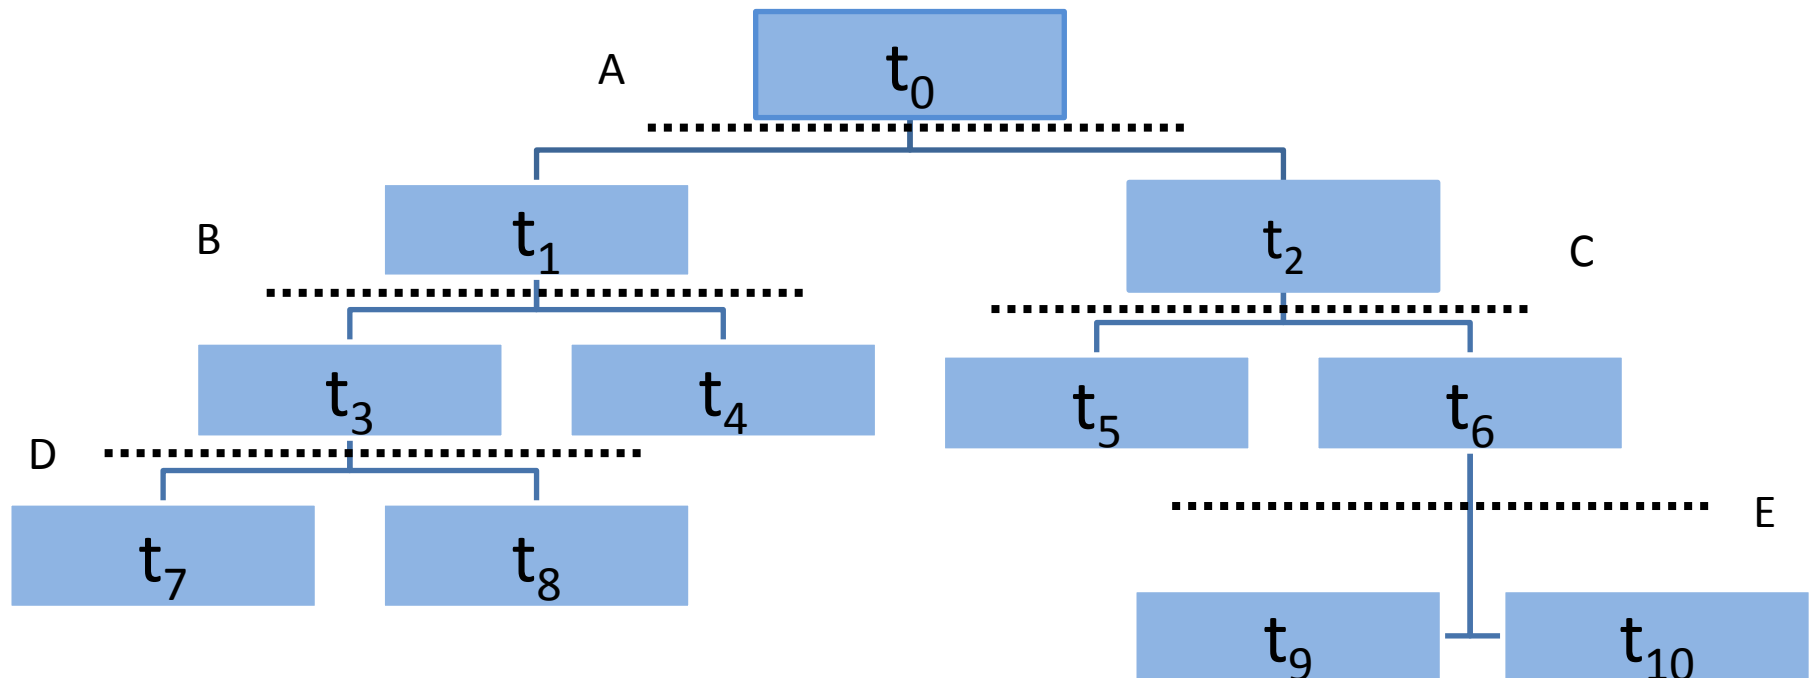 A t₀
B t₁ t₂ C
t₃ t₄ t₅ t₆
D E
t₇ t₈
t₉ t₁₀